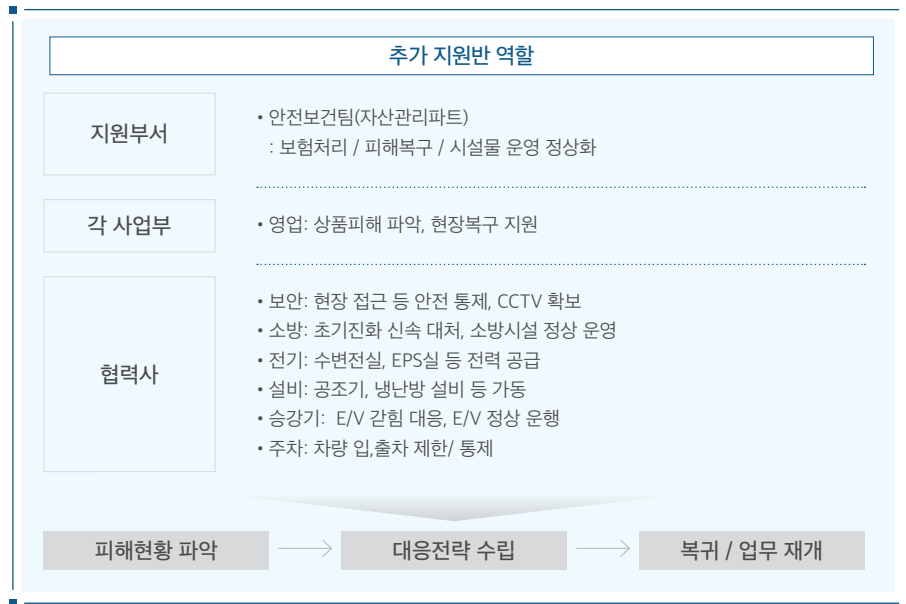 추가 지원반 역할
지원부서
• 안전보건팀(자산관리파트)
: 보험처리 / 피해복구 / 시설물 운영 정상화
각 사업부
• 영업: 상품피해 파악, 현장복구 지원
협력사
• 보안: 현장 접근 등 안전 통제, CCTV 확보
• 소방: 초기진화 신속 대처, 소방시설 정상 운영
• 전기: 수변전실, EPS실 등 전력 공급
• 설비: 공조기, 냉난방 설비 등 가동
• 승강기: E/V 갇힘 대응, E/V 정상 운행
• 주차: 차량 입,출차 제한/ 통제
피해현황 파악
대응전략 수립
복귀 / 업무 재개